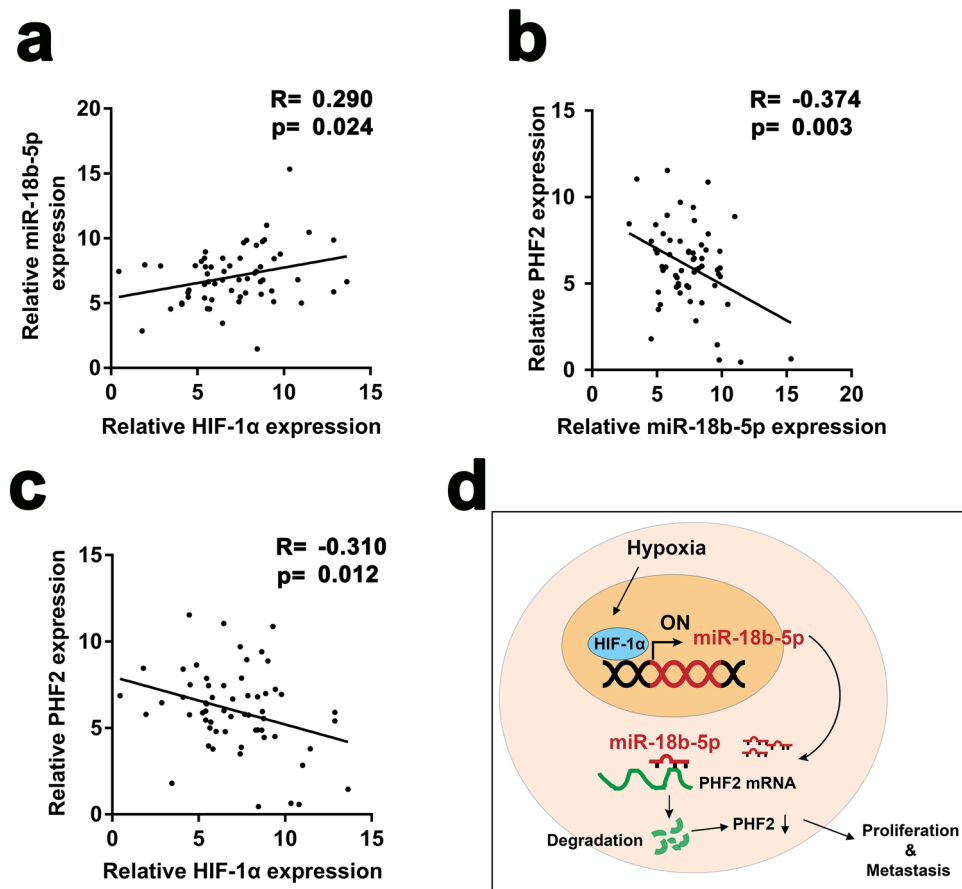 a
R= 0.290
p= 0.024
20
15
10
5
0
0
5
10
15
Relative miR-18b-5p
expression
Relative HIF-1α expression
b
R= -0.374
p= 0.003
15
10
5
0
0
5
10
15
20
Relative PHF2 expression
Relative miR-18b-5p expression
c
R= -0.310
p= 0.012
15
10
5
0
0
5
10
15
Relative PHF2 expression
Relative HIF-1α expression
d
Hypoxia
ON
HIF-1α
miR-18b-5p
miR-18b-5p
PHF2 mRNA
Degradation
PHF2
Proliferation
&
Metastasis